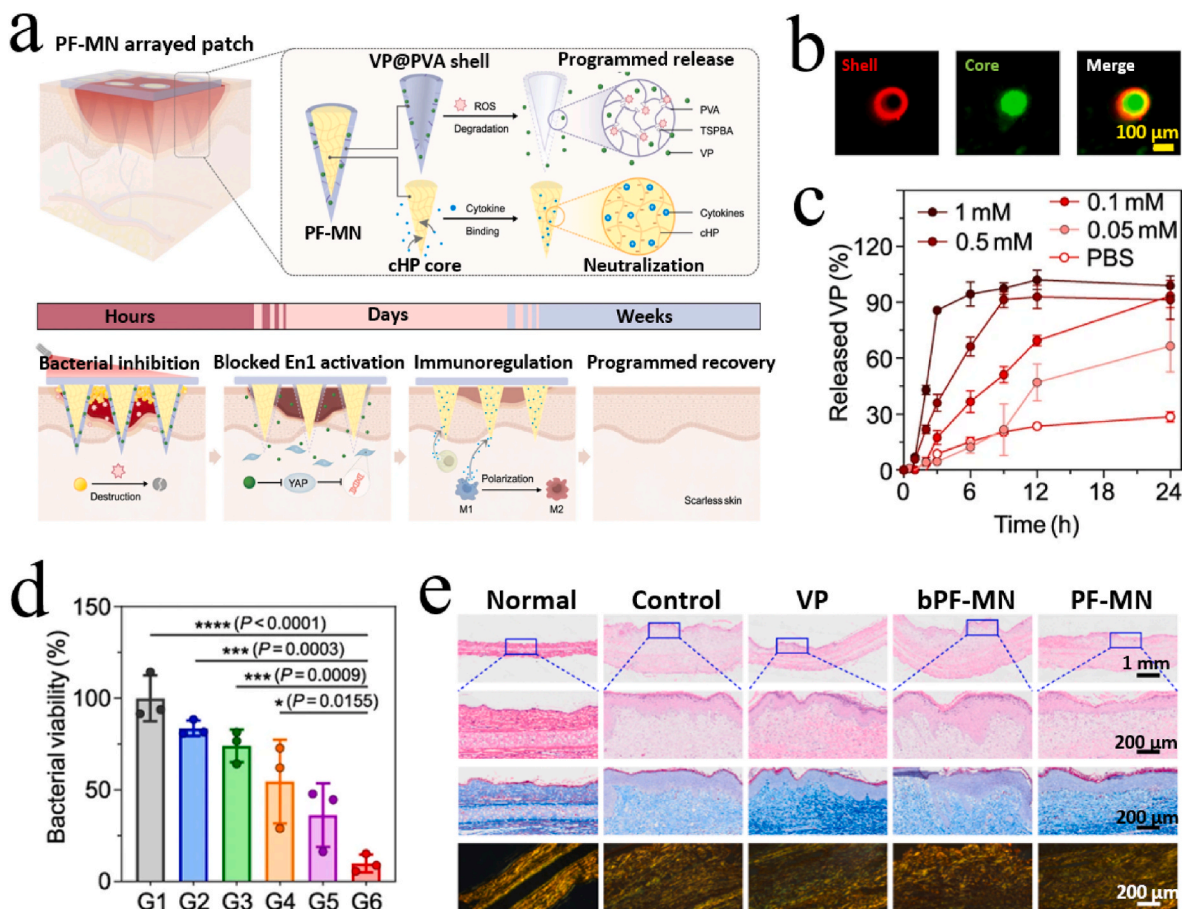 a
PF-MN arrayed patch
VP@PVA shell
Programmed release
ROS
Degradation
PVA
TSPBA
VP
PF-MN
Cytokine
Binding
Cytokines
cHP
cHP core
Neutralization
Hours
Days
Weeks
Bacterial inhibition
Blocked En1 activation
Immunoregulation
Programmed recovery
Destruction
YAP
Polarization
M1
M2
Scarless skin
b
Shell
Core
Merge
100 µm
c
1 mM
0.5 mM
0.1 mM
0.05 mM
PBS
Released VP (%)
120
90
60
30
0
0
6
12
18
24
Time (h)
d
Bacterial viability (%)
150
100
50
0
**** (P < 0.0001)
*** (P = 0.0003)
*** (P = 0.0009)
* (P = 0.0155)
G1 G2 G3 G4 G5 G6
e
Normal
Control
VP
bPF-MN
PF-MN
1 mm
200 µm
200 µm
200 µm